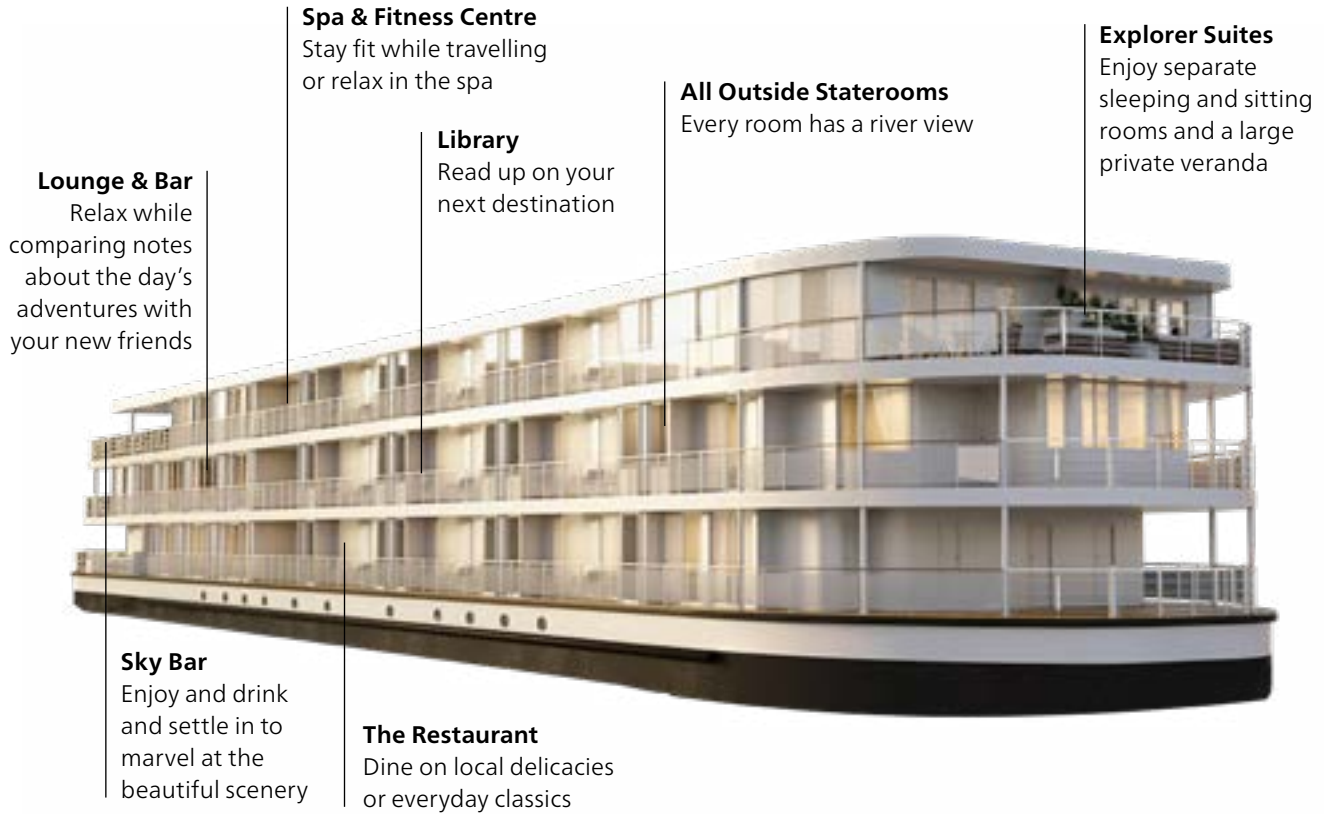 Spa & Fitness Centre
Stay fit while travelling
or relax in the spa
Explorer Suites
Enjoy separate
sleeping and sitting
rooms and a large
private veranda
All Outside Staterooms
Every room has a river view
Library
Read up on your
next destination
Lounge & Bar
Relax while
comparing notes
about the day's
adventures with
your new friends
Sky Bar
Enjoy and drink
and settle in to
marvel at the
beautiful scenery
The Restaurant
Dine on local delicacies
or everyday classics